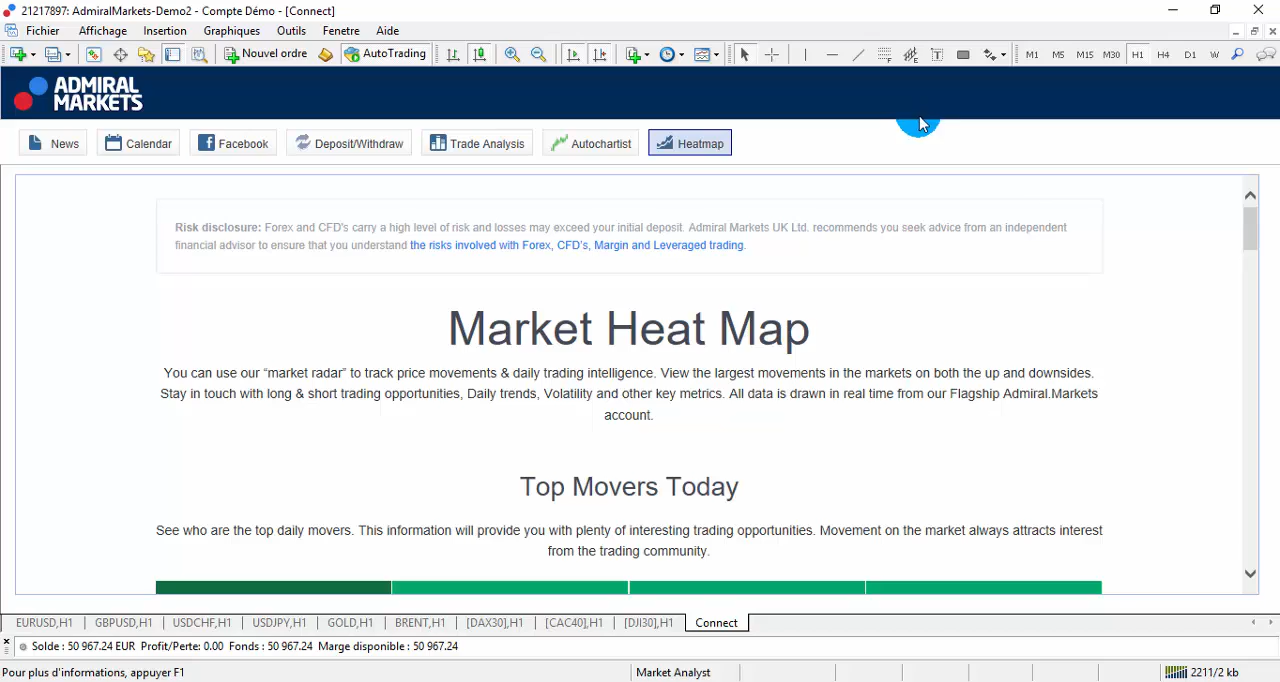 21217897: AdmiralMarkets-Demo2 - Compte Démo - [Connect]
Fichier Affichage Insertion Graphiques Outils Fenetre Aide
Nouvel ordre AutoTrading M1 M5 M15 M30 H1 H4 D1 W
ADMIRAL
MARKETS
News Calendar Facebook Deposit/Withdraw Trade Analysis Autochartist Heatmap
Risk disclosure: Forex and CFD's carry a high level of risk and losses may exceed your initial deposit. Admiral Markets UK Ltd. recommends you seek advice from an independent
financial advisor to ensure that you understand the risks involved with Forex, CFD's, Margin and Leveraged trading.
Market Heat Map
You can use our “market radar” to track price movements & daily trading intelligence. View the largest movements in the markets on both the up and downsides.
Stay in touch with long & short trading opportunities, Daily trends, Volatility and other key metrics. All data is drawn in real time from our Flagship Admiral.Markets
account.
Top Movers Today
See who are the top daily movers. This information will provide you with plenty of interesting trading opportunities. Movement on the market always attracts interest
from the trading community.
EURUSD,H1 GBPUSD,H1 USDCHF,H1 USDJPY,H1 GOLD,H1 BRENT,H1 [DAX30],H1 [CAC40],H1 [DJI30],H1 Connect
Solde : 50 967.24 EUR Profit/Perte: 0.00 Fonds : 50 967.24 Marge disponible : 50 967.24
Pour plus d'informations, appuyer F1 Market Analyst 2211/2 kb